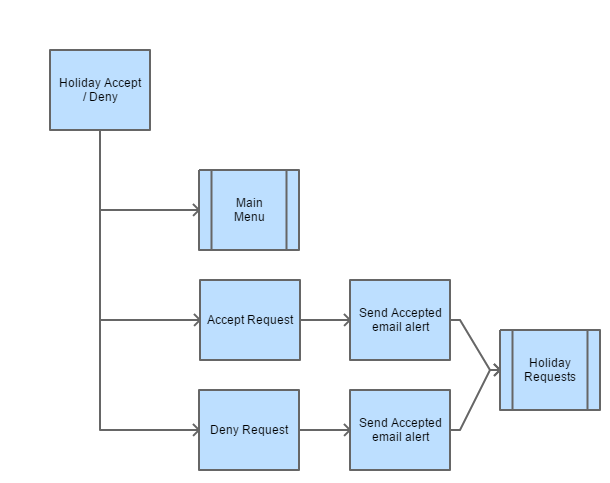 Holiday Accept
/ Deny
Main
Menu
Accept Request
Send Accepted
email alert
Holiday
Requests
Deny Request
Send Accepted
email alert